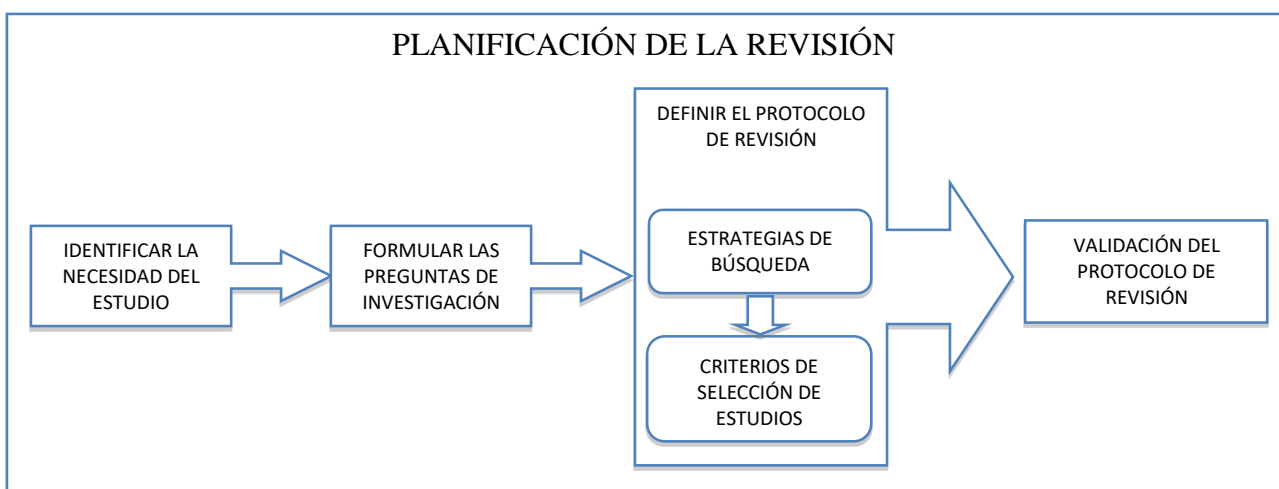 PLANIFICACIÓN DE LA REVISIÓN
IDENTIFICAR LA
NECESIDAD DEL
ESTUDIO
FORMULAR LAS
PREGUNTAS DE
INVESTIGACIÓN
DEFINIR EL PROTOCOLO
DE REVISIÓN
ESTRATEGIAS DE
BÚSQUEDA
CRITERIOS DE
SELECCIÓN DE
ESTUDIOS
VALIDACIÓN DEL
PROTOCOLO DE
REVISIÓN